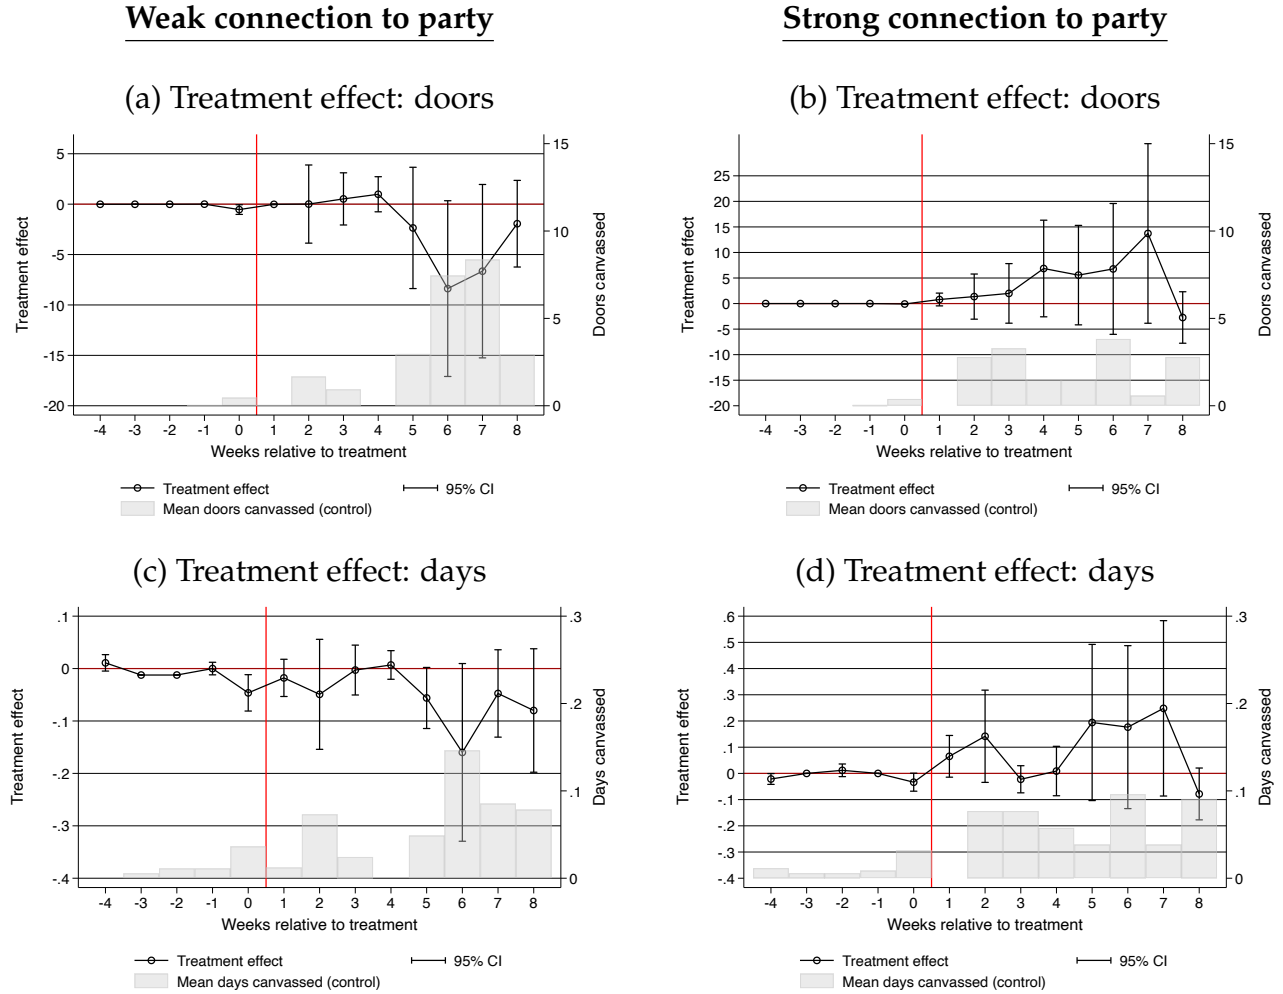 Weak connection to party
Strong connection to party
(a) Treatment effect: doors
Treatment effect
5
0
-5
-10
-15
-20
15
10
5
0
Doors canvassed
-4 -3 -2 -1 0 1 2 3 4 5 6 7 8
Weeks relative to treatment
Treatment effect
95% CI
Mean doors canvassed (control)
(b) Treatment effect: doors
Treatment effect
25
20
15
10
5
0
-5
-10
-15
-20
15
10
5
0
Doors canvassed
-4 -3 -2 -1 0 1 2 3 4 5 6 7 8
Weeks relative to treatment
Treatment effect
95% CI
Mean doors canvassed (control)
(c) Treatment effect: days
Treatment effect
.1
0
-.1
-.2
-.3
-.4
.3
.2
.1
0
Days canvassed
-4 -3 -2 -1 0 1 2 3 4 5 6 7 8
Weeks relative to treatment
Treatment effect
95% CI
Mean days canvassed (control)
(d) Treatment effect: days
Treatment effect
.6
.5
.4
.3
.2
.1
0
-.1
-.2
-.3
-.4
.3
.2
.1
0
Days canvassed
-4 -3 -2 -1 0 1 2 3 4 5 6 7 8
Weeks relative to treatment
Treatment effect
95% CI
Mean days canvassed (control)